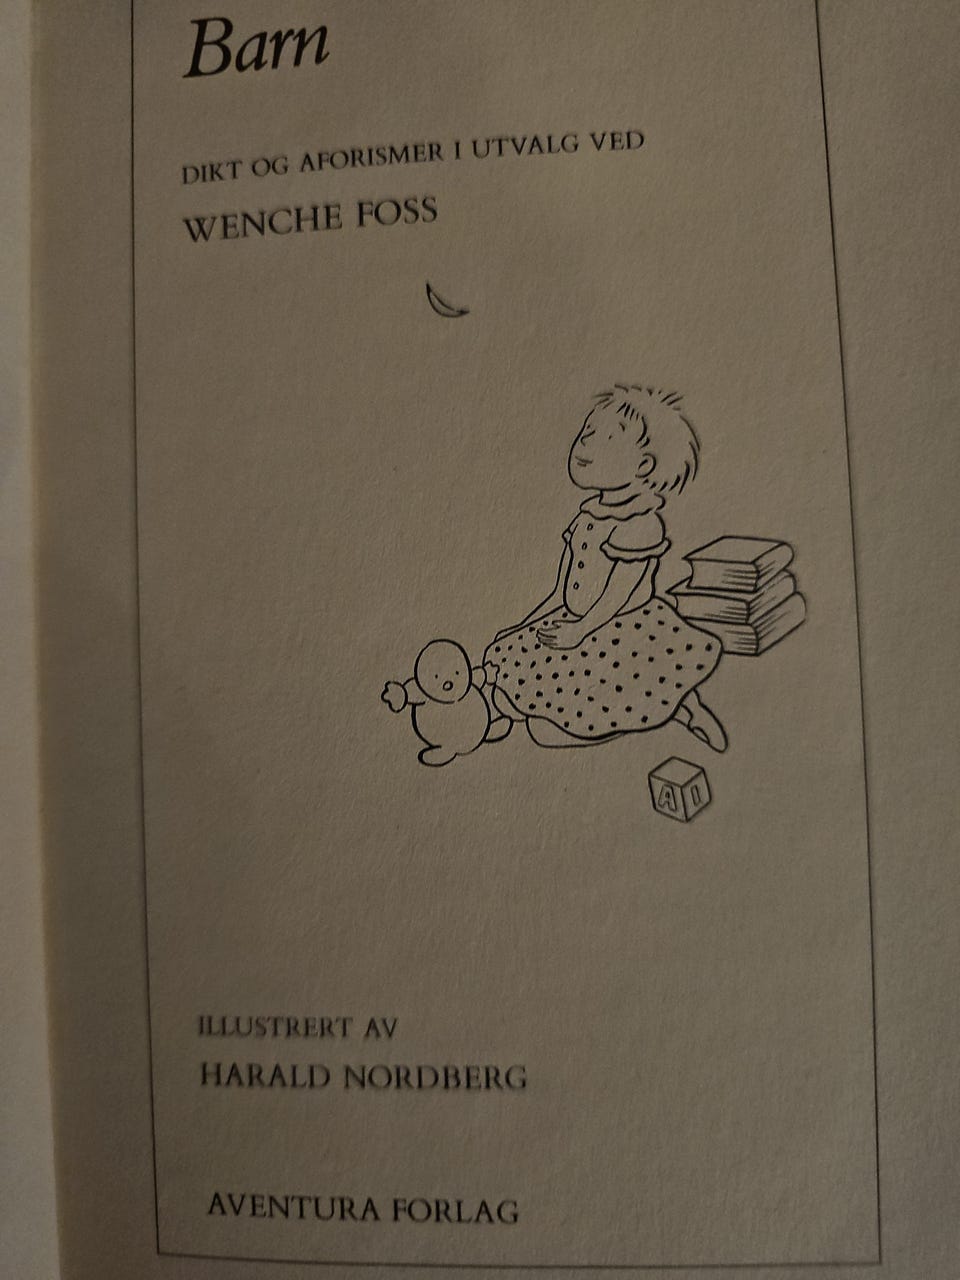 Barn
DIKT OG AFORISMER I UTVALG VED
WENCHE FOSS
A I
ILLUSTRERT AV
HARALD NORDBERG
AVENTURA FORLAG